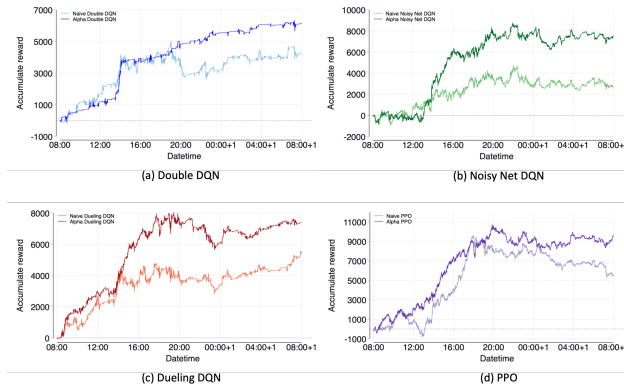 7000
6000
5000
4000
3000
2000
1000
0
-1000
Accumulate reward
Naive Double DQN
Alpha Double DQN
08:00 12:00 16:00 20:00 00:00+1 04:00+1 08:00+1
Datetime
(a) Double DQN
10000
8000
6000
4000
2000
0
-2000
Accumulate reward
Naive Noisy Net DQN
Alpha Noisy Net DQN
08:00 12:00 16:00 20:00 00:00+1 04:00+1 08:00+1
Datetime
(b) Noisy Net DQN
8000
6000
4000
2000
0
Accumulate reward
Naive Dueling DQN
Alpha Dueling DQN
08:00 12:00 16:00 20:00 00:00+1 04:00+1 08:00+1
Datetime
(c) Dueling DQN
11000
9000
7000
5000
3000
1000
-1000
Accumulate reward
Naive PPO
Alpha PPO
08:00 12:00 16:00 20:00 00:00+1 04:00+1 08:00+1
Datetime
(d) PPO